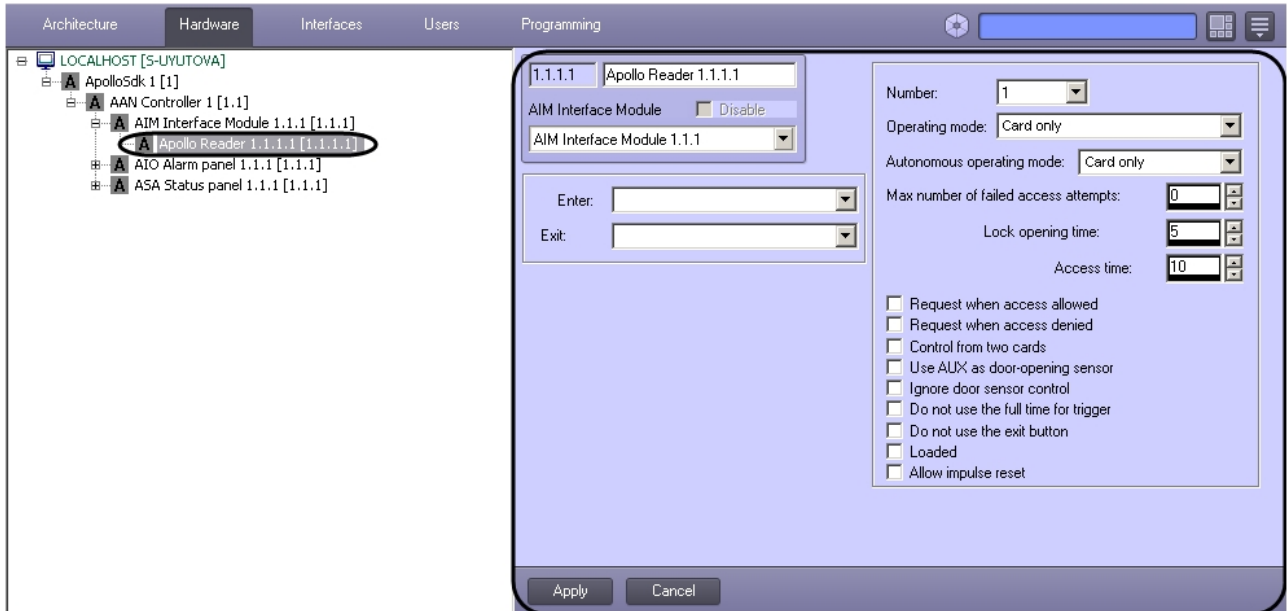 Architecture Hardware Interfaces Users Programming
LOCALHOST [S-UYUTOVA]
A ApolloSdk 1 [1]
A AAN Controller 1 [1.1]
A AIM Interface Module 1.1.1 [1.1.1]
A Apollo Reader 1.1.1.1 [1.1.1.1]
A AIO Alarm panel 1.1.1 [1.1.1]
A ASA Status panel 1.1.1 [1.1.1]
1.1.1.1 Apollo Reader 1.1.1.1
AIM Interface Module Disable
AIM Interface Module 1.1.1
Enter:
Exit:
Number: 1
Operating mode: Card only
Autonomous operating mode: Card only
Max number of failed access attempts: 0
Lock opening time: 5
Access time: 10
Request when access allowed
Request when access denied
Control from two cards
Use AUX as door-opening sensor
Ignore door sensor control
Do not use the full time for trigger
Do not use the exit button
Loaded
Allow impulse reset
Apply Cancel